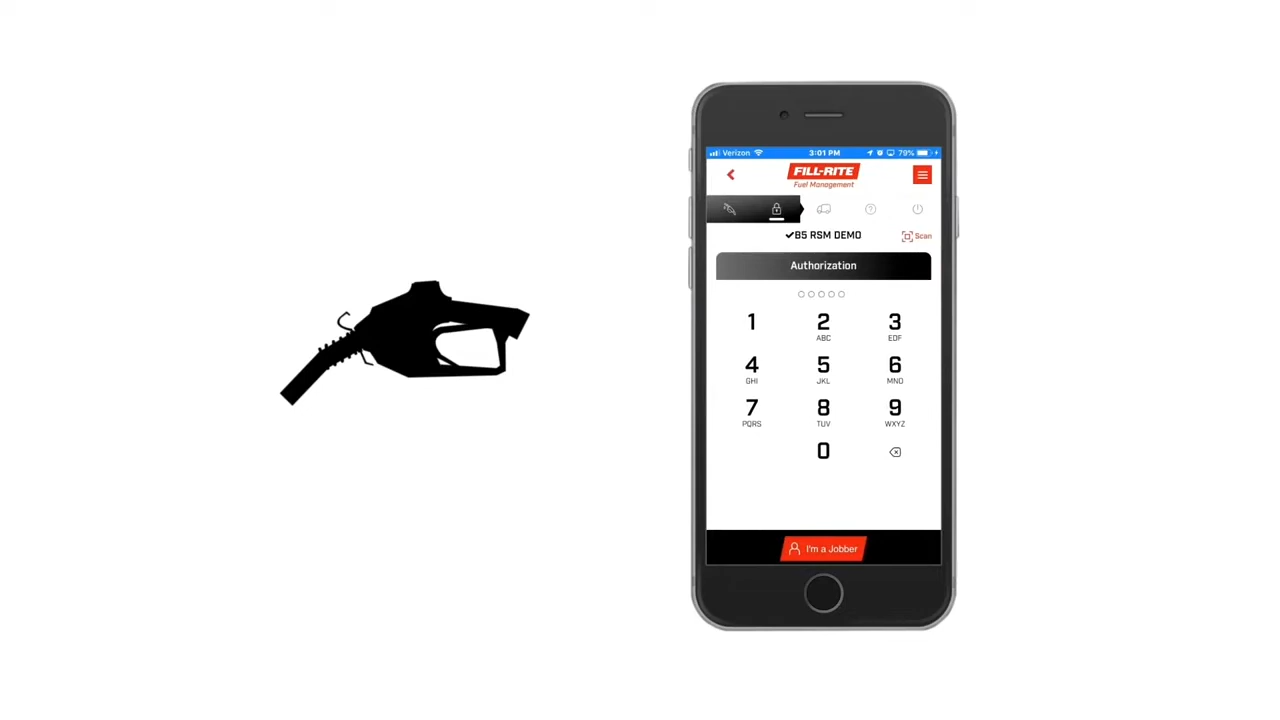 Verizon 3:01 PM 79%
FILL-RITE
Fuel Management
B5 RSM DEMO Scan
Authorization
1 2 3
ABC EDF
4 5 6
GHI JKL MNO
7 8 9
PQRS TUV WXYZ
0
I'm a Jobber